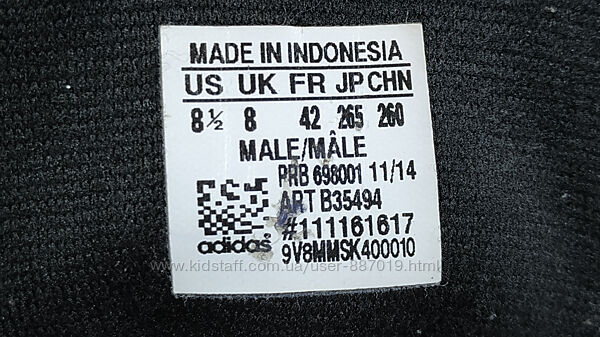 MADE IN INDONESIA
US UK FR JP CHN
8½ 8 42 265 260
MALE/MÂLE
PRB 698001 11/14
ART B35494
#111161617
adidas 9V8MMSK400010
www.kidstaff.com.ua/user-887019.html